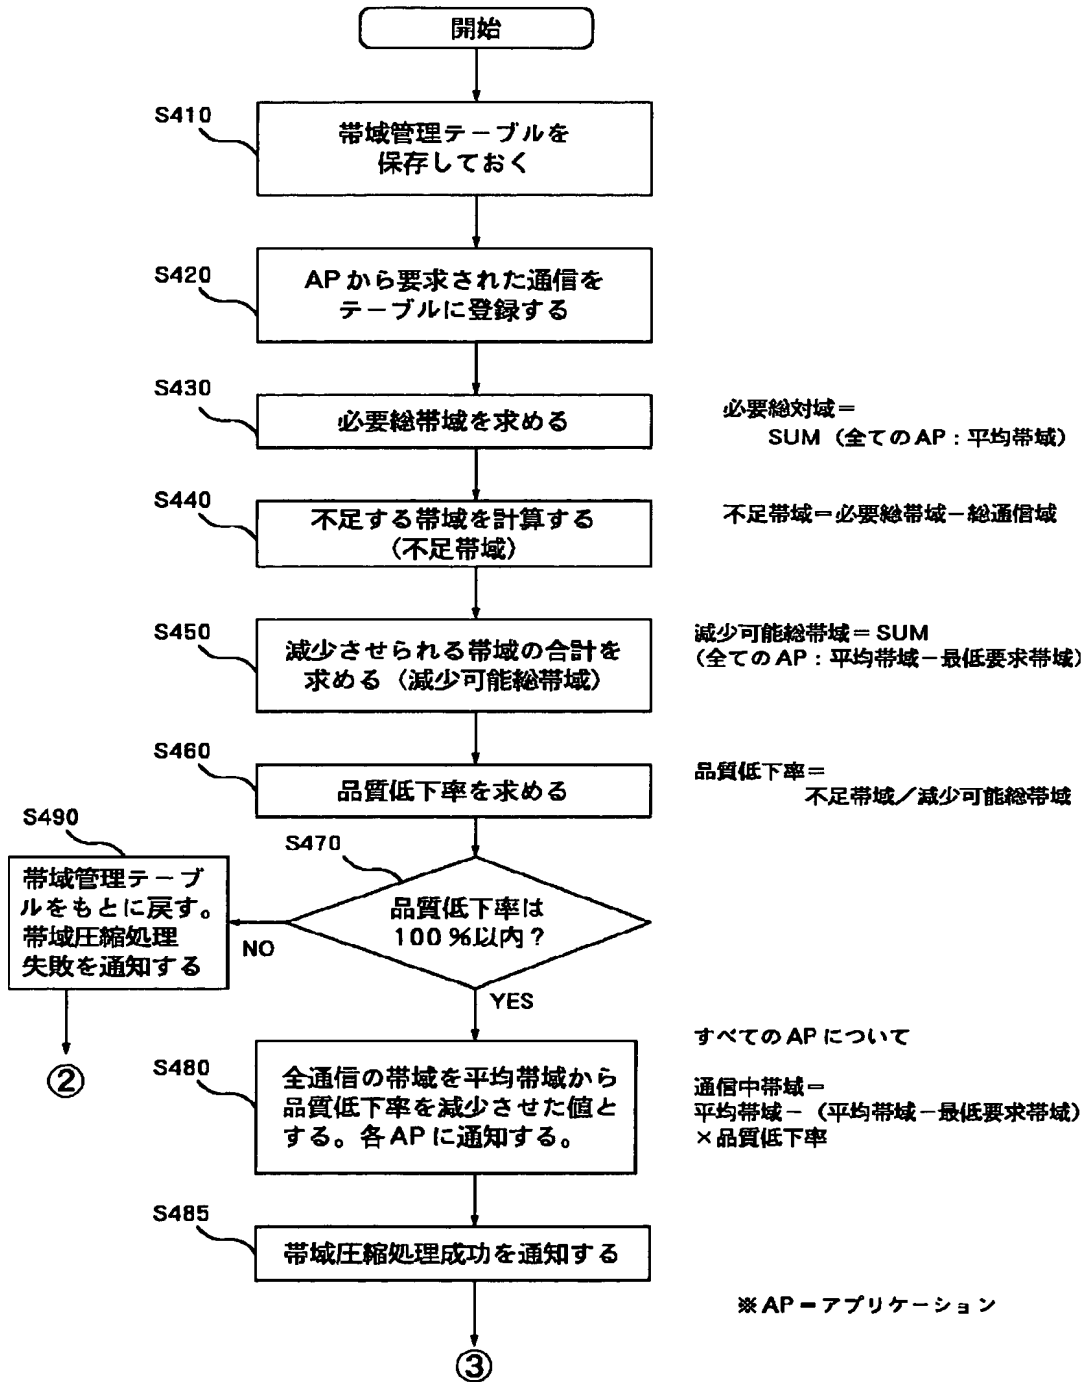 開始
S410
帯域管理テーブルを
保存しておく
S420
APから要求された通信を
テーブルに登録する
S430
必要総帯域を求める
必要総対域＝
SUM（全てのAP：平均帯域）
S440
不足する帯域を計算する
（不足帯域）
不足帯域＝必要総帯域－総通信域
S450
減少させられる帯域の合計を
求める（減少可能総帯域）
減少可能総帯域＝SUM
（全てのAP：平均帯域－最低要求帯域）
S460
品質低下率を求める
品質低下率＝
不足帯域／減少可能総帯域
S470
品質低下率は
100％以内？
NO
YES
S490
帯域管理テーブ
ルをもとに戻す。
帯域圧縮処理
失敗を通知する
②
S480
全通信の帯域を平均帯域から
品質低下率を減少させた値と
する。各APに通知する。
すべてのAPについて
通信中帯域＝
平均帯域－（平均帯域－最低要求帯域）
×品質低下率
S485
帯域圧縮処理成功を通知する
※AP＝アプリケーション
③